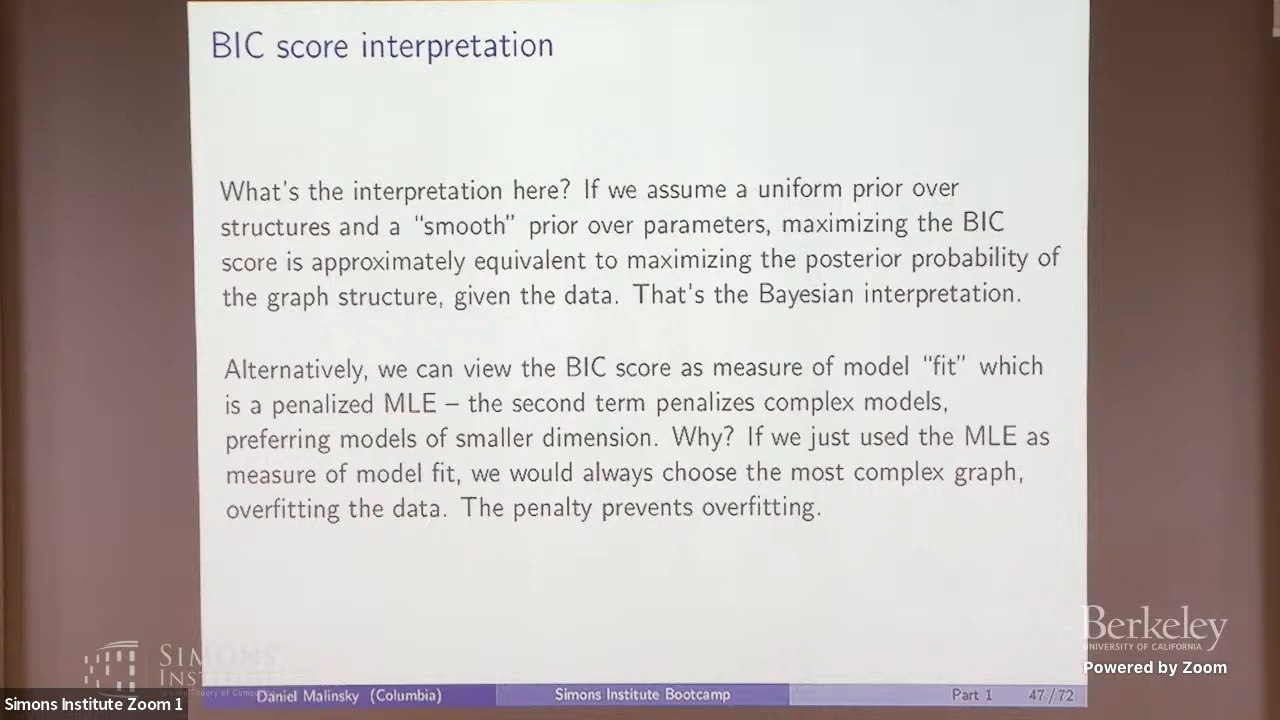 BIC score interpretation
What's the interpretation here? If we assume a uniform prior over
structures and a "smooth" prior over parameters, maximizing the BIC
score is approximately equivalent to maximizing the posterior probability of
the graph structure, given the data. That's the Bayesian interpretation.
Alternatively, we can view the BIC score as measure of model "fit" which
is a penalized MLE – the second term penalizes complex models,
preferring models of smaller dimension. Why? If we just used the MLE as
measure of model fit, we would always choose the most complex graph,
overfitting the data. The penalty prevents overfitting.
Berkeley
UNIVERSITY OF CALIFORNIA
Powered by Zoom
SIMONS
INSTITUTE
Daniel Malinsky (Columbia)
Simons Institute Bootcamp
Part 1
47/72
Simons Institute Zoom 1